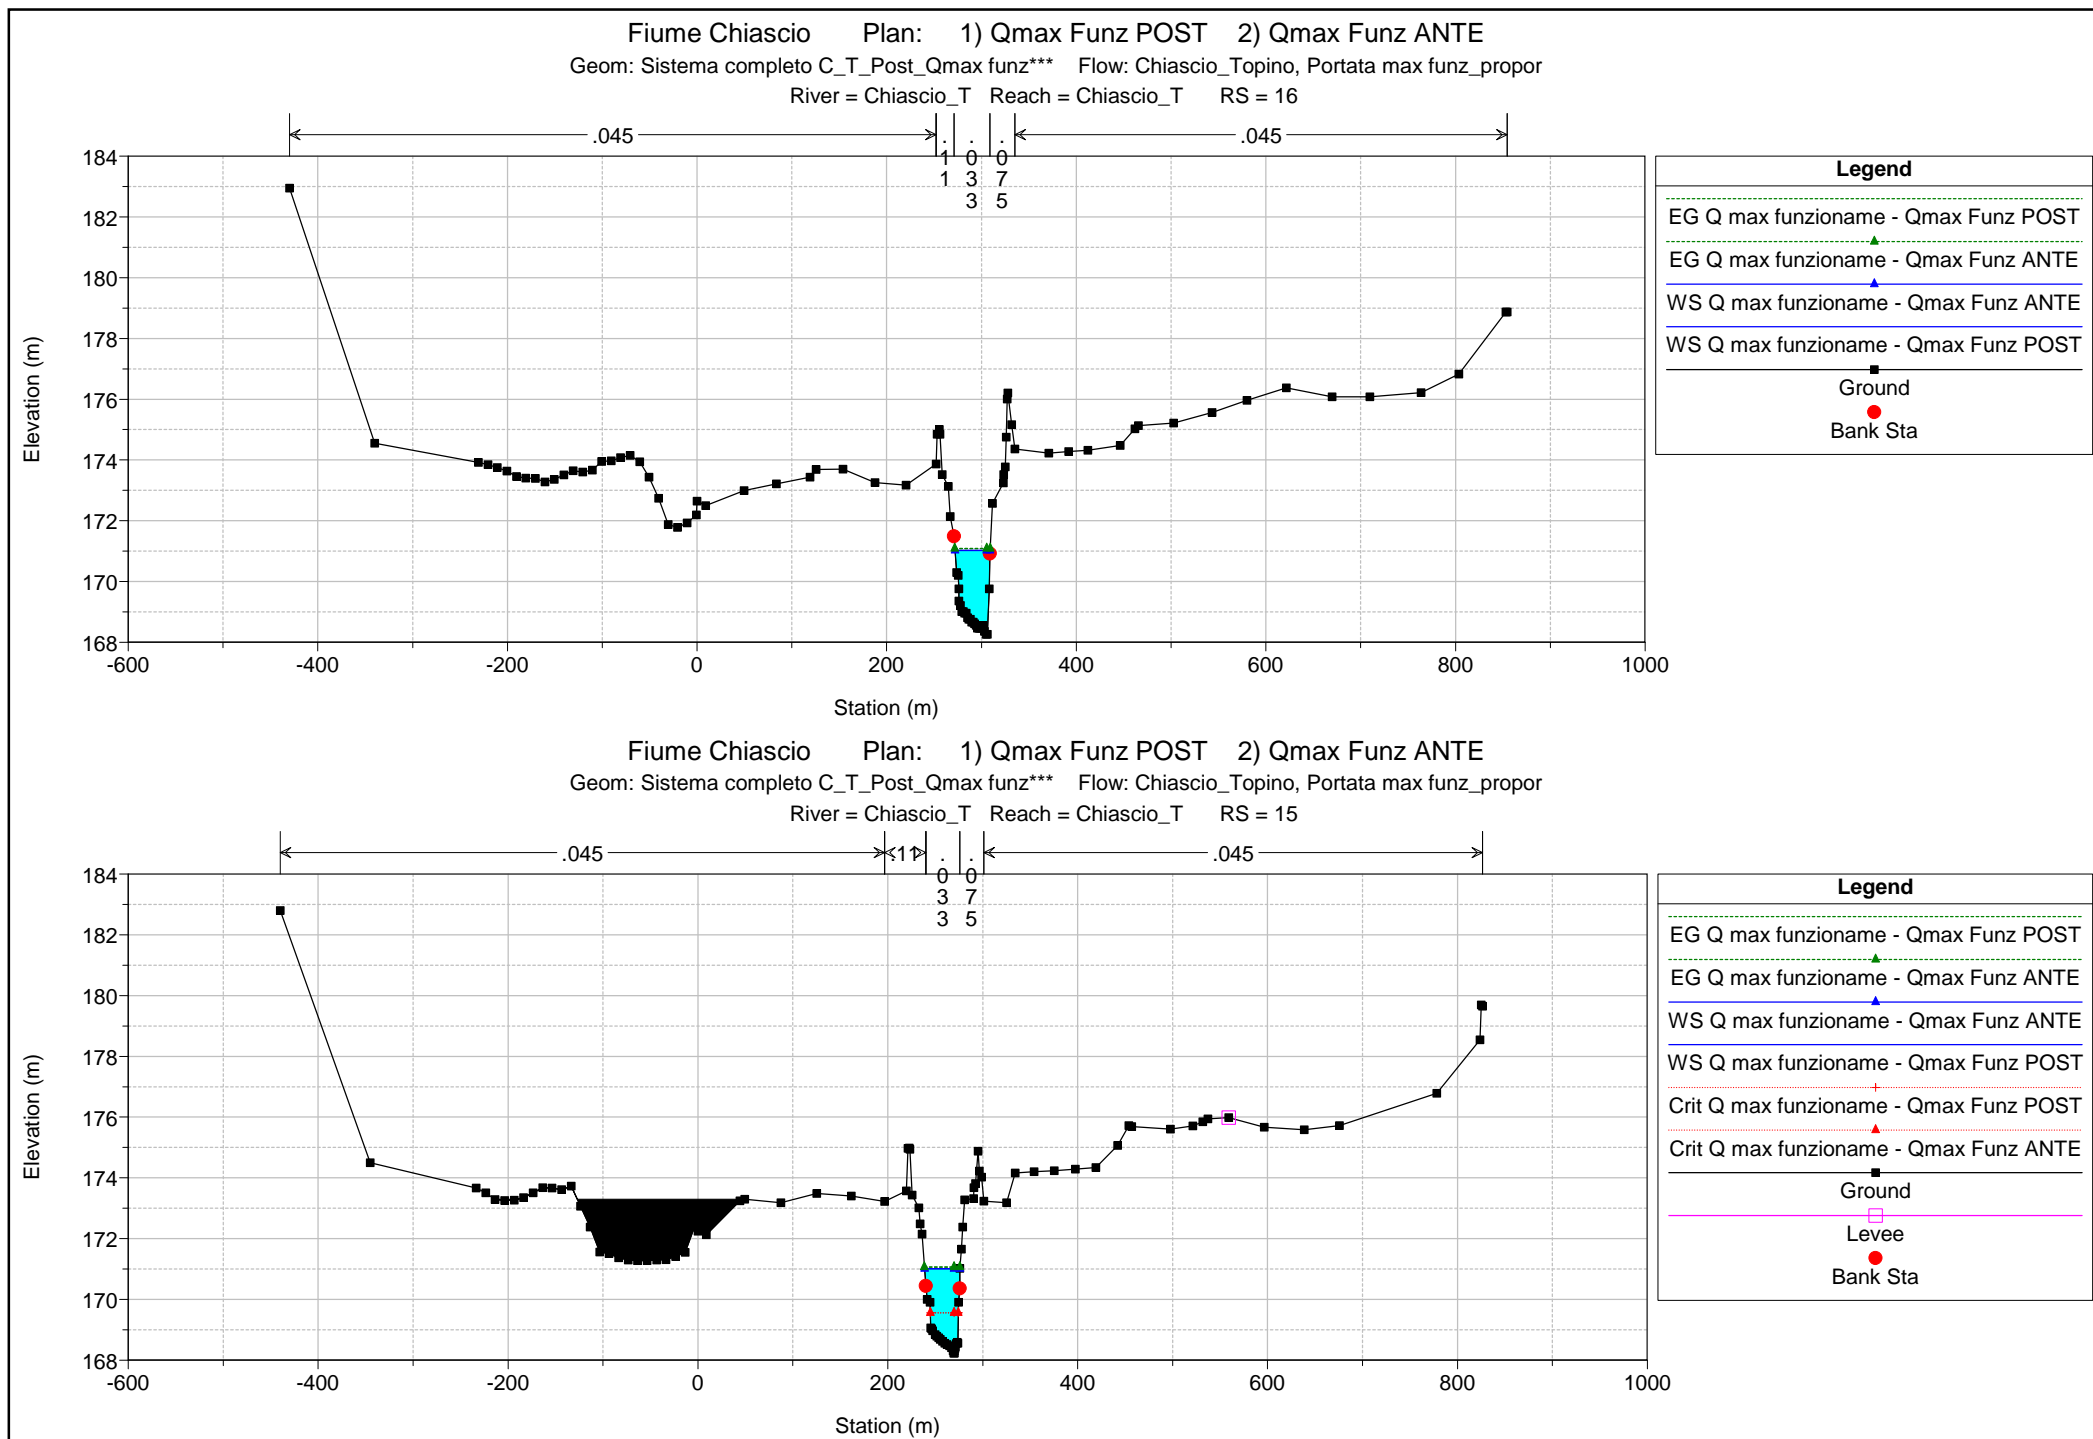 Fiume Chiascio Plan: 1) Qmax Funz POST 2) Qmax Funz ANTE
Geom: Sistema completo C_T_Post_Qmax funz*** Flow: Chiascio_Topino, Portata max funz_propor
River = Chiascio_T Reach = Chiascio_T RS = 16
.045 .11 .033 .075 .045
184
182
180
178
176
174
172
170
168
Elevation (m)
-600 -400 -200 0 200 400 600 800 1000
Station (m)
Legend
EG Q max funzioname - Qmax Funz POST
EG Q max funzioname - Qmax Funz ANTE
WS Q max funzioname - Qmax Funz ANTE
WS Q max funzioname - Qmax Funz POST
Ground
Bank Sta
Fiume Chiascio Plan: 1) Qmax Funz POST 2) Qmax Funz ANTE
Geom: Sistema completo C_T_Post_Qmax funz*** Flow: Chiascio_Topino, Portata max funz_propor
River = Chiascio_T Reach = Chiascio_T RS = 15
.045 .11 .033 .075 .045
184
182
180
178
176
174
172
170
168
Elevation (m)
-600 -400 -200 0 200 400 600 800 1000
Station (m)
Legend
EG Q max funzioname - Qmax Funz POST
EG Q max funzioname - Qmax Funz ANTE
WS Q max funzioname - Qmax Funz ANTE
WS Q max funzioname - Qmax Funz POST
Crit Q max funzioname - Qmax Funz POST
Crit Q max funzioname - Qmax Funz ANTE
Ground
Levee
Bank Sta